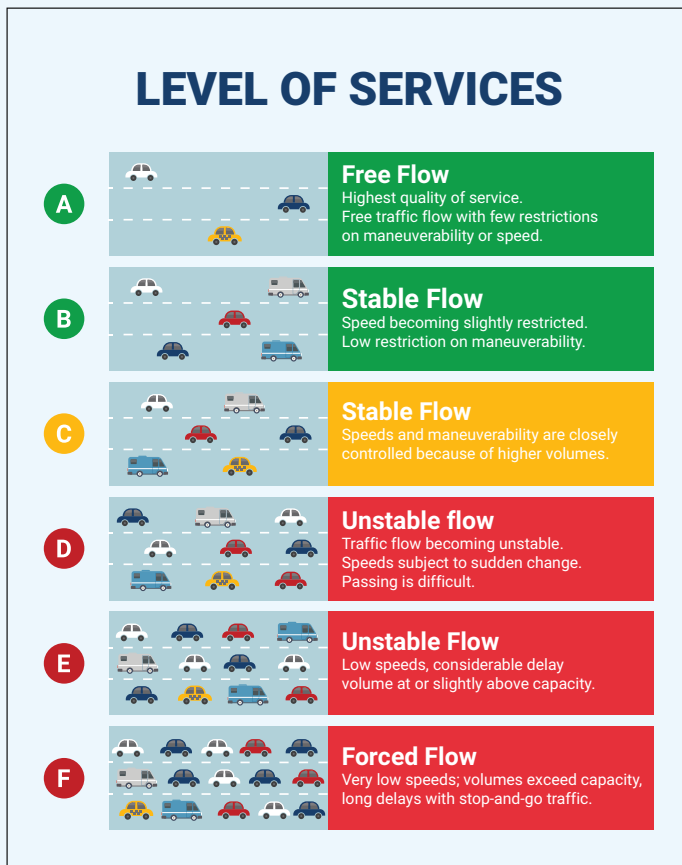 LEVEL OF SERVICES
A
Free Flow
Highest quality of service.
Free traffic flow with few restrictions
on maneuverability or speed.
B
Stable Flow
Speed becoming slightly restricted.
Low restriction on maneuverability.
C
Stable Flow
Speeds and maneuverability are closely
controlled because of higher volumes.
D
Unstable flow
Traffic flow becoming unstable.
Speeds subject to sudden change.
Passing is difficult.
E
Unstable Flow
Low speeds, considerable delay
volume at or slightly above capacity.
F
Forced Flow
Very low speeds; volumes exceed capacity,
long delays with stop-and-go traffic.